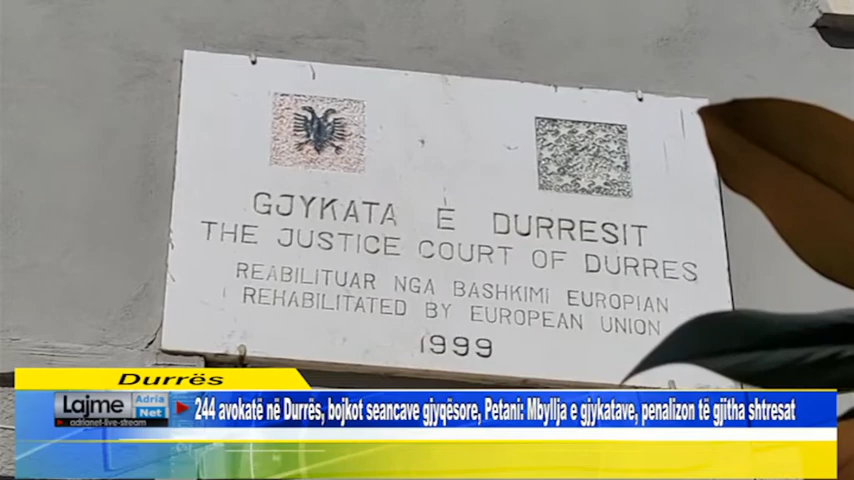 GJYKATA E DURRESIT
THE JUSTICE COURT OF DURRES
REABILITUAR NGA BASHKIMI EUROPIAN
REHABILITATED BY EUROPEAN UNION
1999
Durrës
Lajme Adria Net
adrianet-live-stream
244 avokatë në Durrës, bojkot seancave gjyqësore, Petani: Mbyllja e gjykatave, penalizon të gjitha shtresat